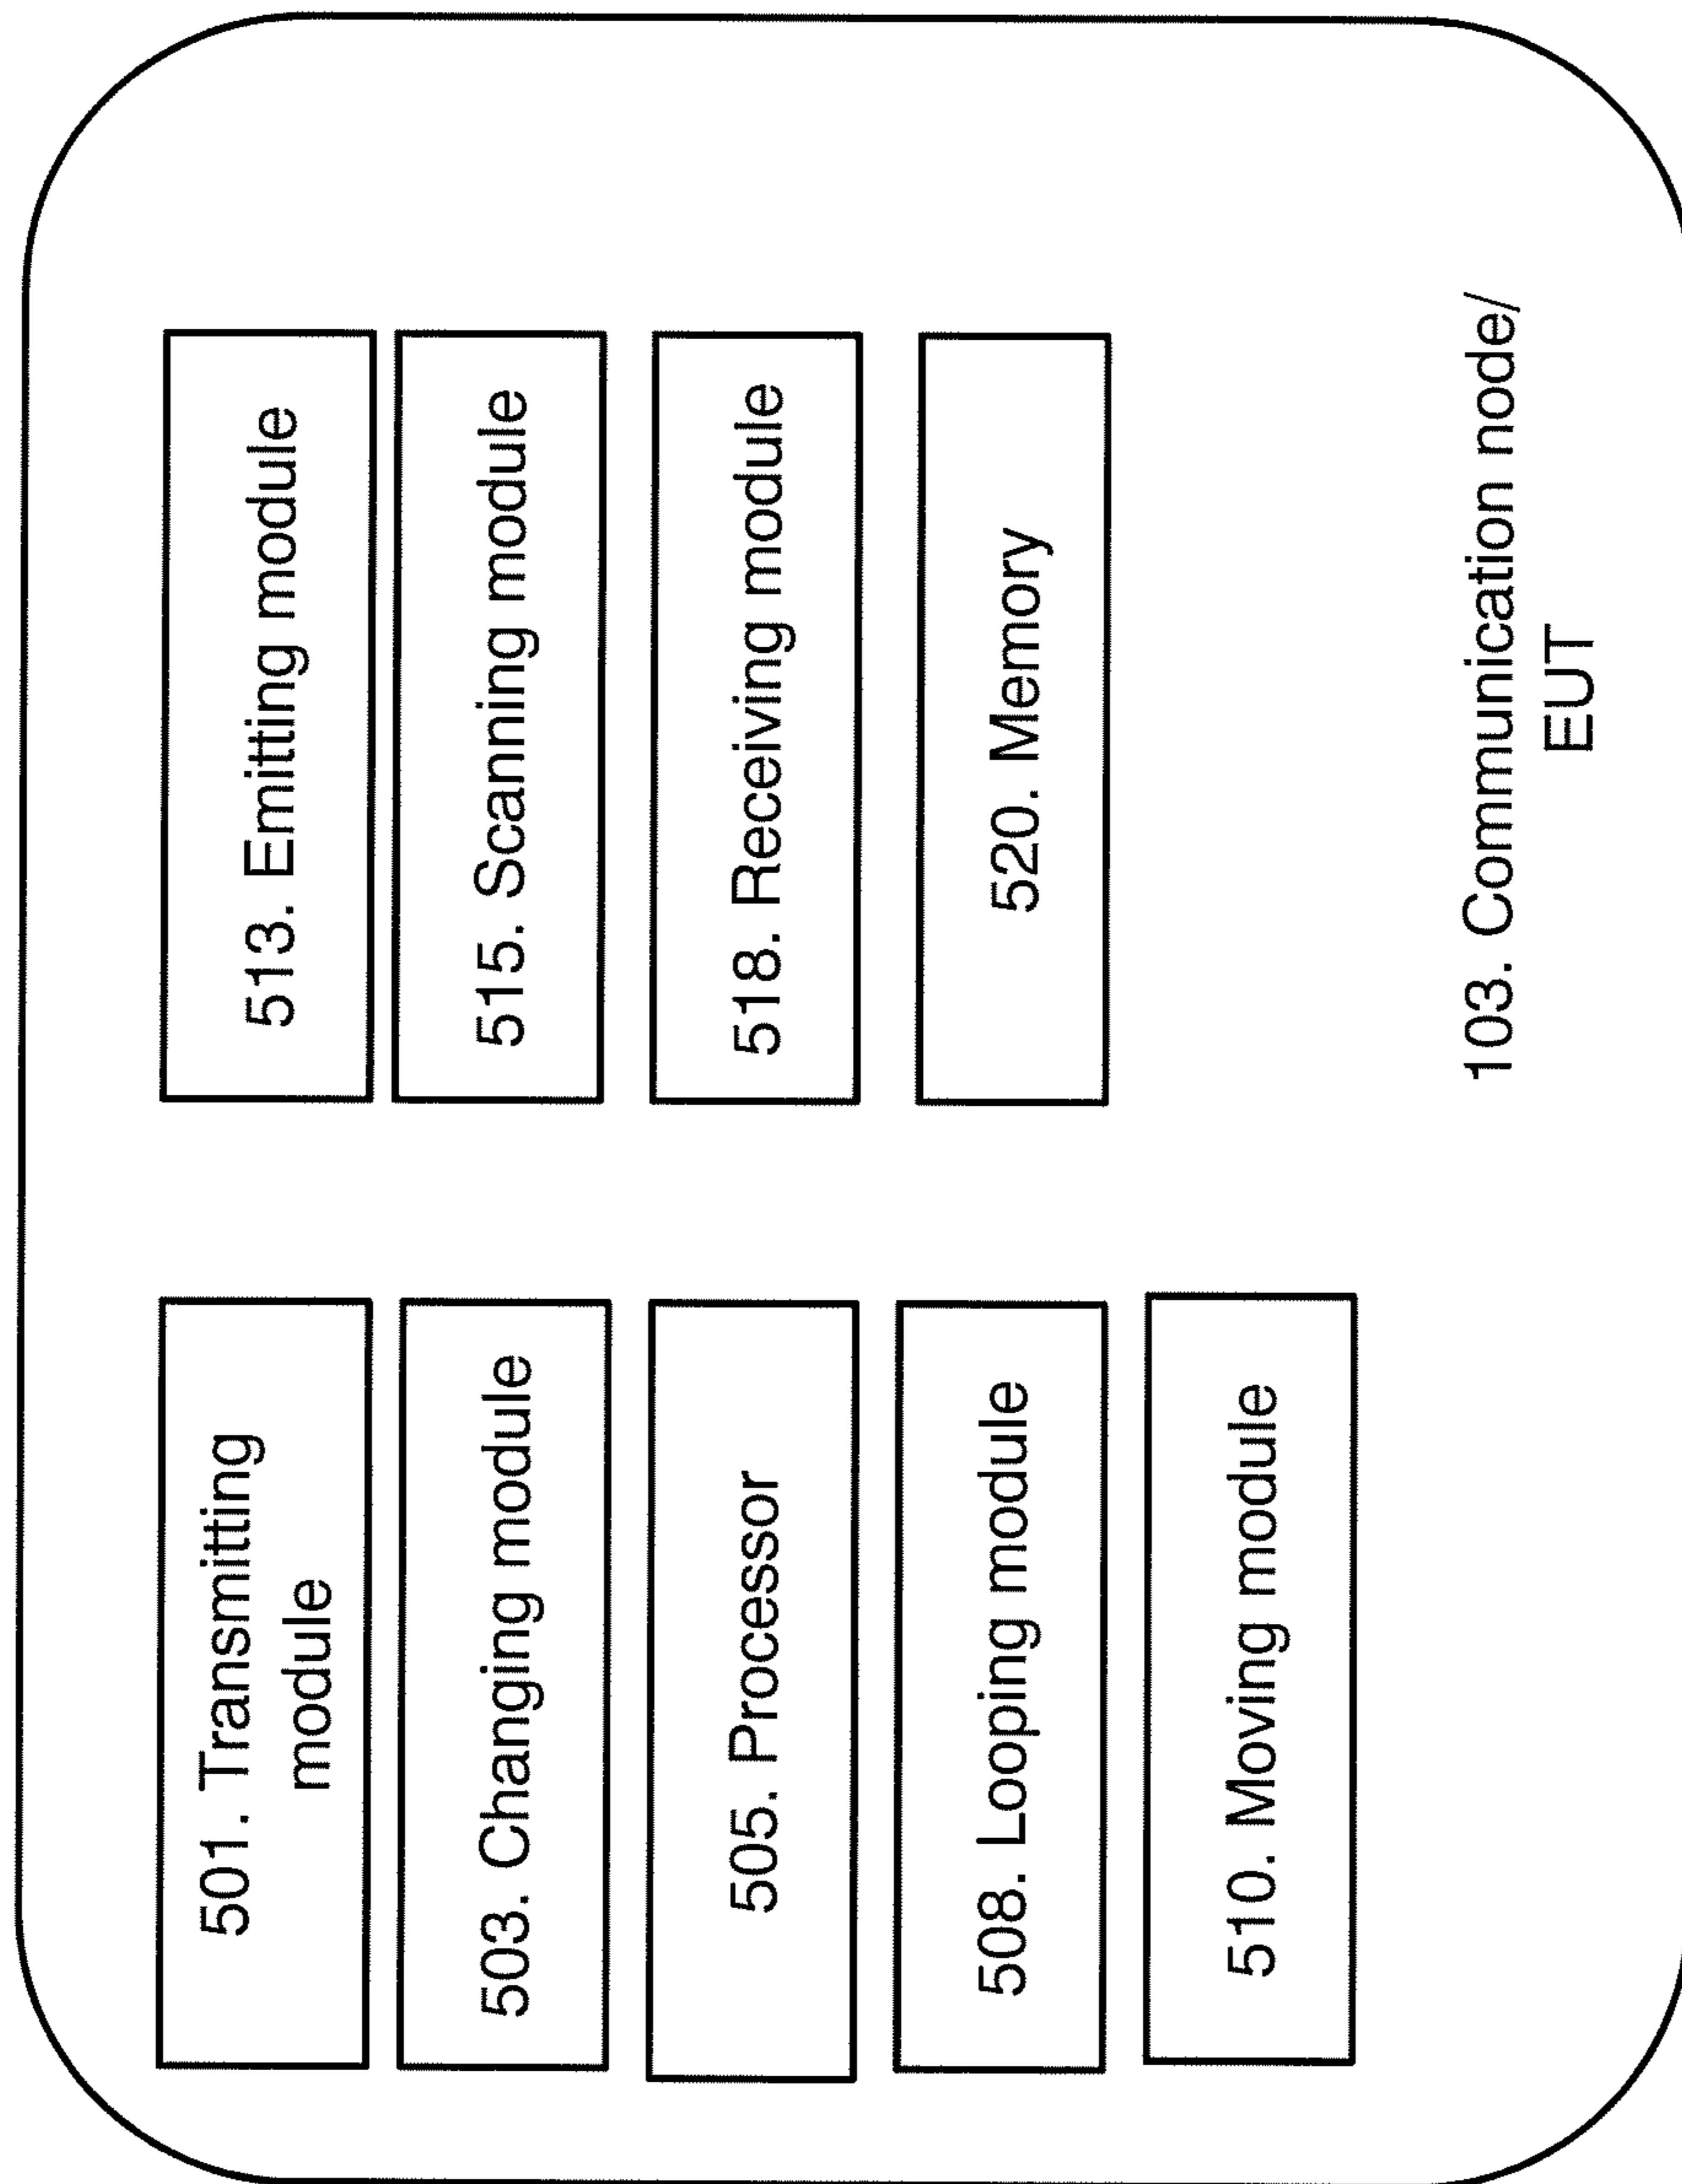 501. Transmitting
module
503. Changing module
505. Processor
508. Looping module
510. Moving module
513. Emitting module
515. Scanning module
518. Receiving module
520. Memory
103. Communication node/
EUT